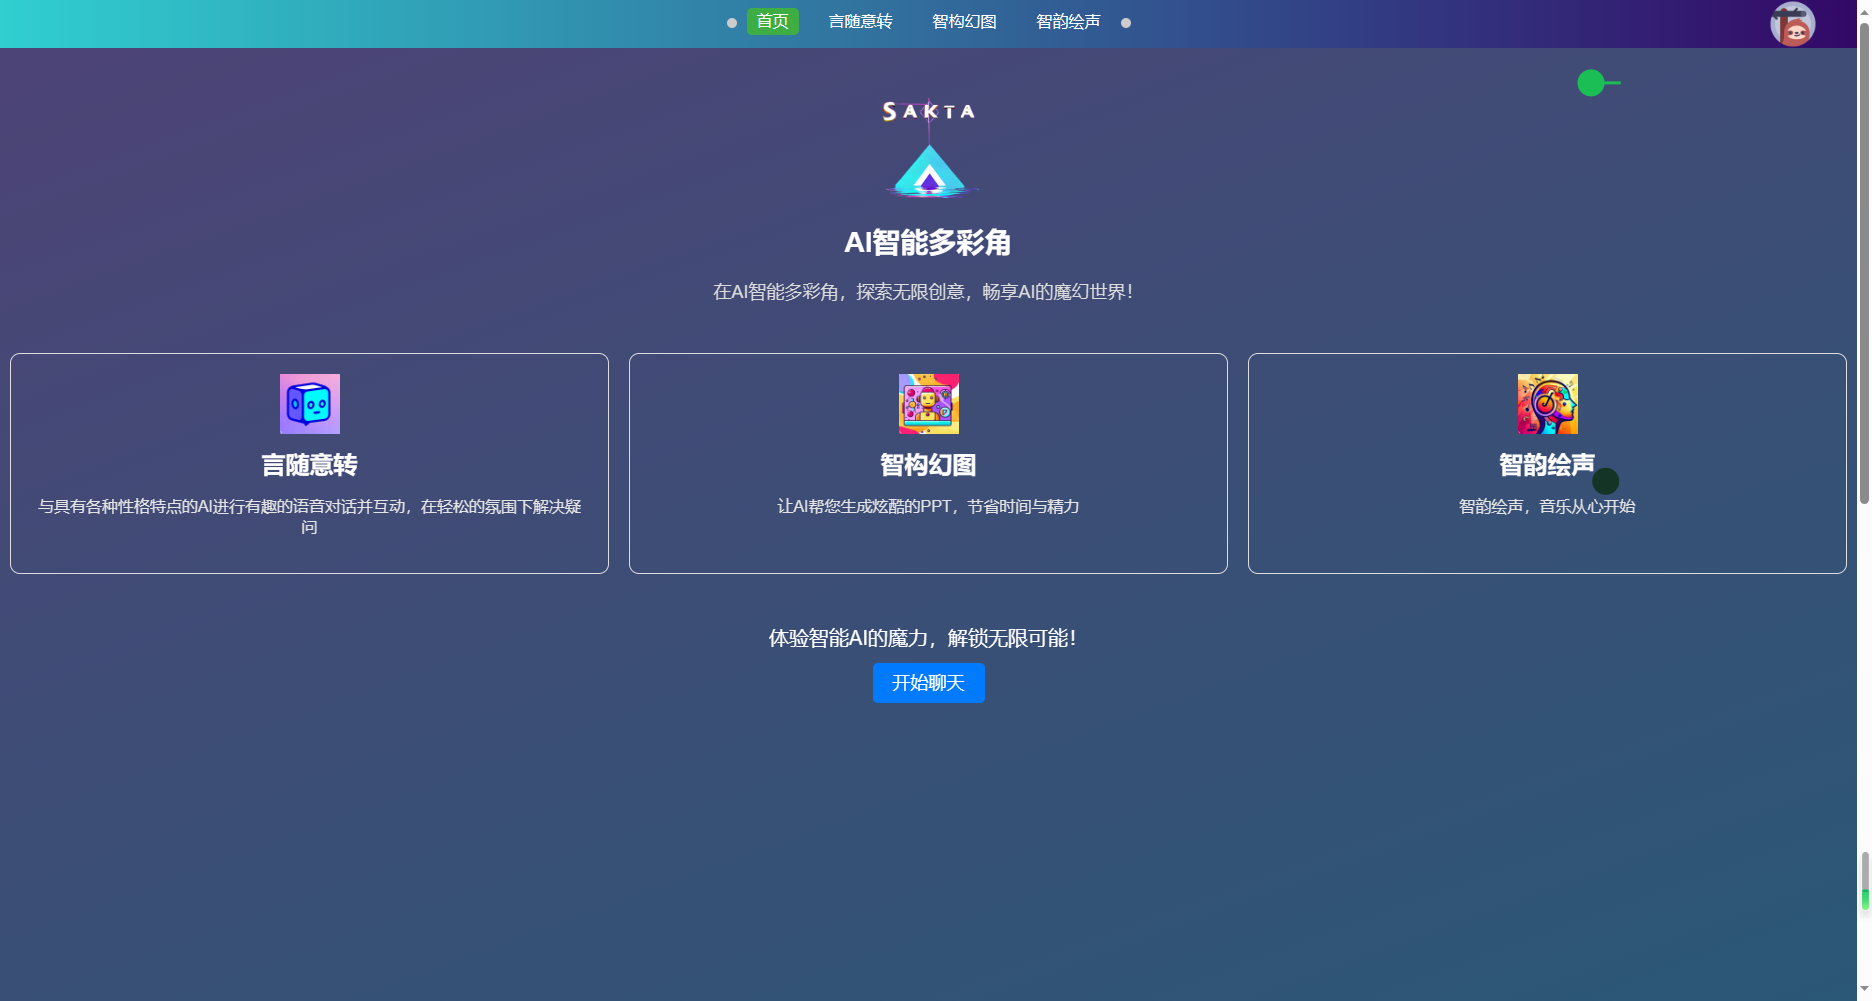 首页 言随意转 智构幻图 智韵绘声
SAKTA
AI智能多彩角
在AI智能多彩角，探索无限创意，畅享AI的魔幻世界！
言随意转
与具有各种性格特点的AI进行有趣的语音对话并互动，在轻松的氛围下解决疑
问
智构幻图
让AI帮您生成炫酷的PPT，节省时间与精力
智韵绘声
智韵绘声，音乐从心开始
体验智能AI的魔力，解锁无限可能！
开始聊天